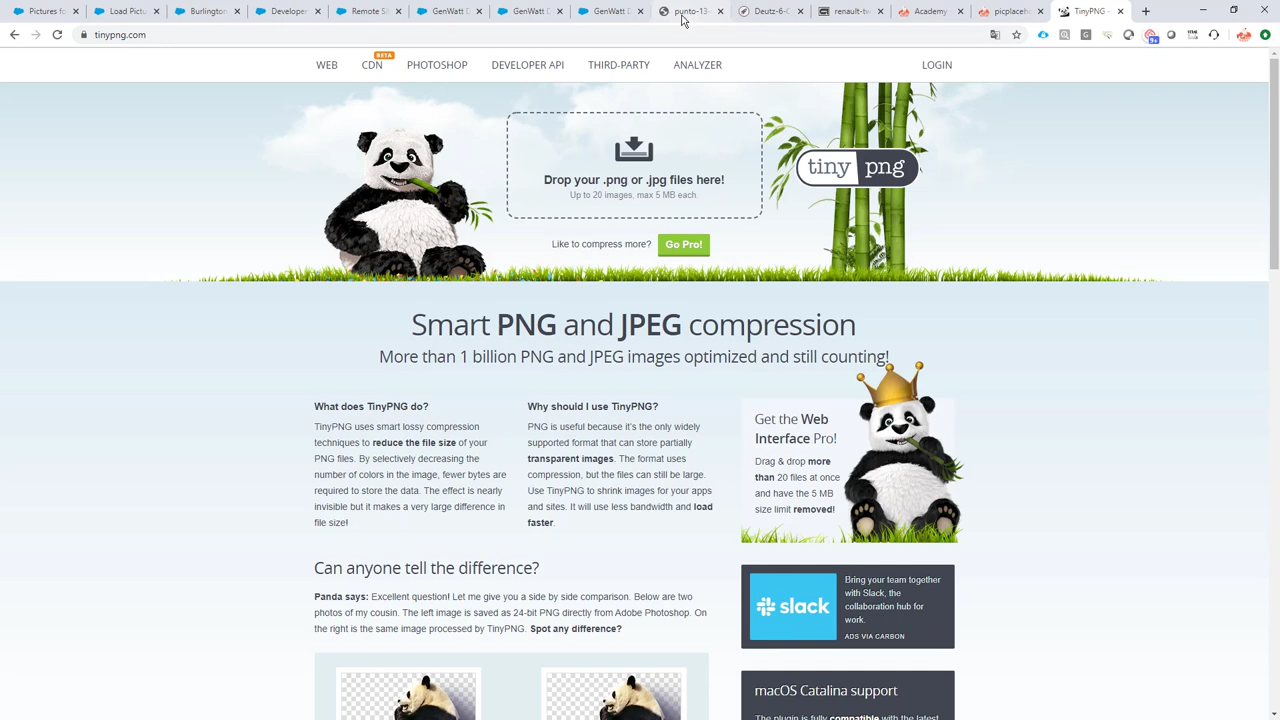 Pictures fo
Load Pictu
Burlington
Develope
Remote Si
GenWatt D
GenWatt D
GenWatt D
punto-13
Deutz-6-C
renault-tw
Academy
picplaceho
TinyPNG -
tinypng.com
9+
WEB
CDN
BETA
PHOTOSHOP
DEVELOPER API
THIRD-PARTY
ANALYZER
LOGIN
Drop your .png or .jpg files here!
Up to 20 images, max 5 MB each.
tiny png
Like to compress more?
Go Pro!
Smart PNG and JPEG compression
More than 1 billion PNG and JPEG images optimized and still counting!
What does TinyPNG do?
TinyPNG uses smart lossy compression
techniques to reduce the file size of your
PNG files. By selectively decreasing the
number of colors in the image, fewer bytes are
required to store the data. The effect is nearly
invisible but it makes a very large difference in
file size!
Why should I use TinyPNG?
PNG is useful because it's the only widely
supported format that can store partially
transparent images. The format uses
compression, but the files can still be large.
Use TinyPNG to shrink images for your apps
and sites. It will use less bandwidth and load
faster.
Get the Web
Interface Pro!
Drag & drop more
than 20 files at once
and have the 5 MB
size limit removed!
Can anyone tell the difference?
Panda says: Excellent question! Let me give you a side by side comparison. Below are two
photos of my cousin. The left image is saved as 24-bit PNG directly from Adobe Photoshop. On
the right is the same image processed by TinyPNG. Spot any difference?
slack
Bring your team together
with Slack, the
collaboration hub for
work.
ADS VIA CARBON
macOS Catalina support
The plugin is fully compatible with the latest